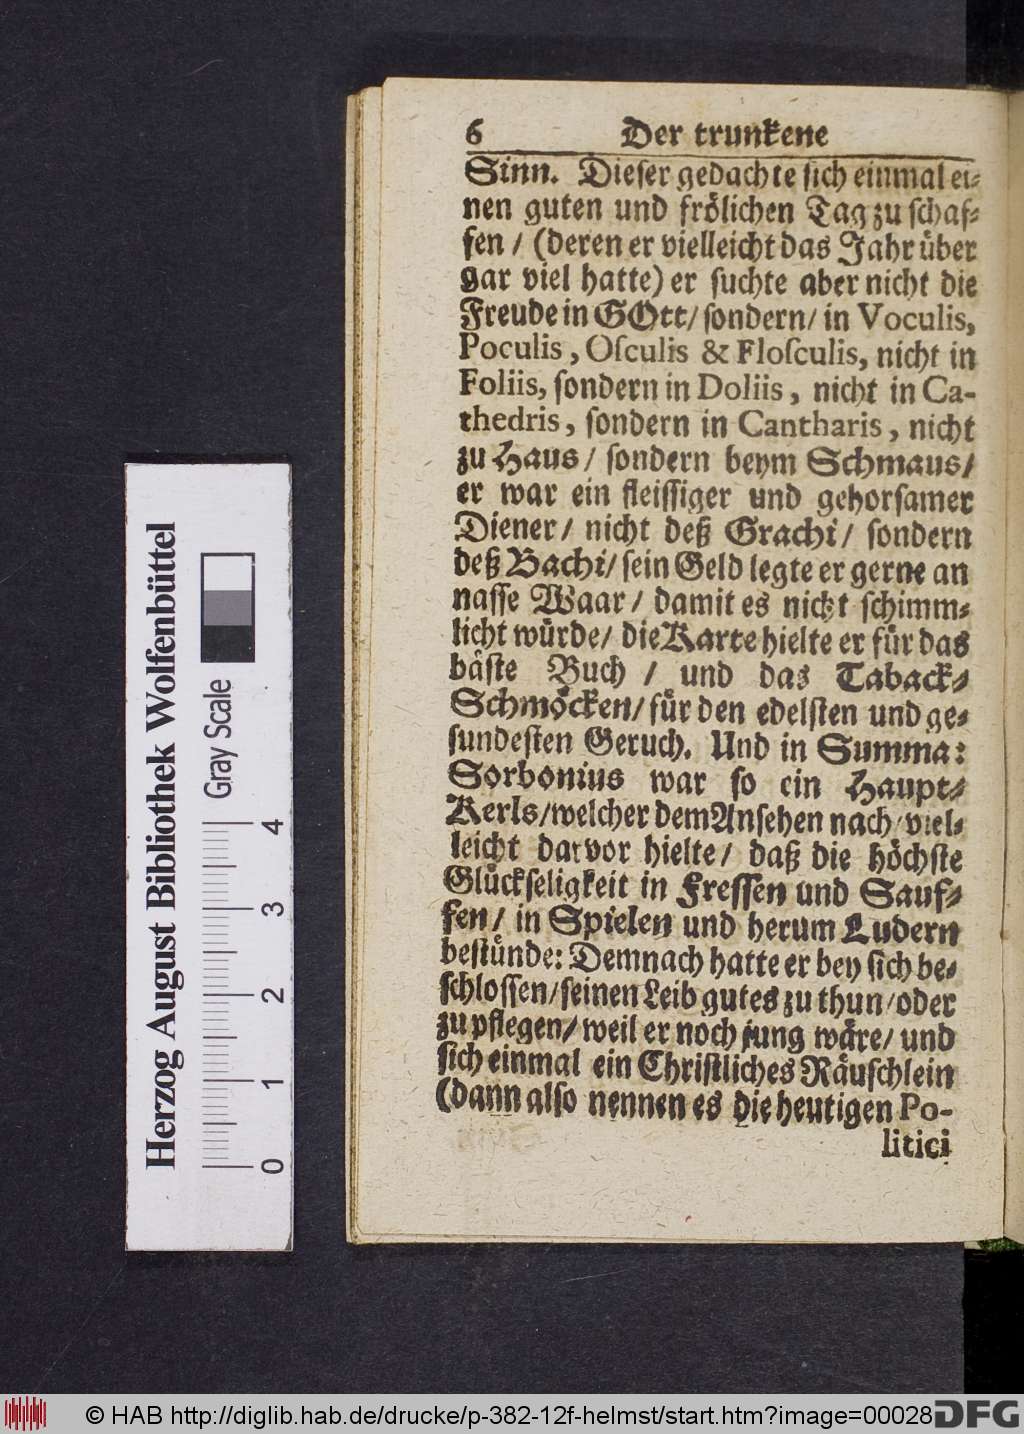 6 Der trunkene
Sinn. Dieser gedachte sich einmal ei-
nen guten und frölichen Tag zu schaf-
fen / (deren er vielleicht das Jahr über
gar viel hatte) er suchte aber nicht die
Freude in GOtt/ sondern/ in Voculis,
Poculis, Osculis & Flosculis, nicht in
Foliis, sondern in Doliis, nicht in Ca-
thedris, sondern in Cantharis, nicht
zu Haus/ sondern beym Schmaus/
er war ein fleissiger und gehorsamer
Diener/ nicht deß Grachi/ sondern
deß Bachi/ sein Geld legte er gerne an
nasse Waar/ damit es nicht schimm-
licht würde/ die Karte hielte er für das
bäste Buch / und das Taback-
Schmöcken/ für den edelsten und ge-
sundesten Geruch. Und in Summa:
Sorbonius war so ein Haupt-
Kerls/welcher dem Ansehen nach/ viel-
leicht darvor hielte/ daß die höchste
Glückseligkeit in Fressen und Sauf-
fen/ in Spielen und herum Ludern
bestünde: Demnach hatte er bey sich be-
schlossen/seinen Leib gutes zu thun/oder
zu pflegen/ weil er noch jung wäre/ und
sich einmal ein Christliches Räuschlein
(dann also nennen es die heutigen Po-
litici
Herzog August Bibliothek Wolfenbüttel
Gray Scale
0 1 2 3 4
© HAB http://diglib.hab.de/drucke/p-382-12f-helmst/start.htm?image=00028
DFG